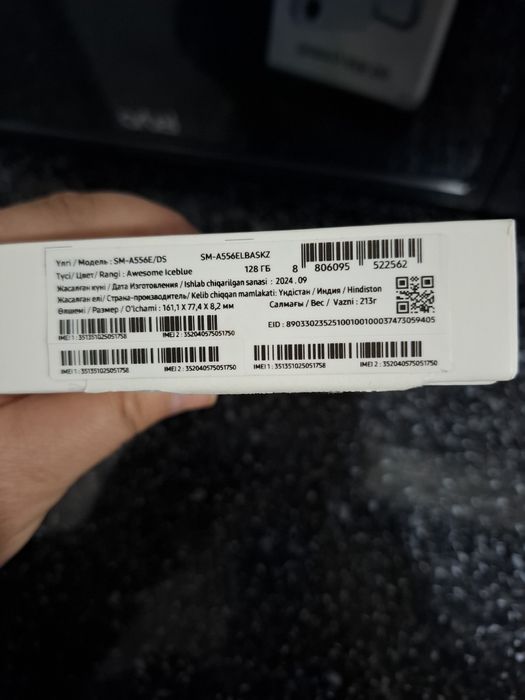 Үлгі / Модель : SM-A556E/DS SM-A556ELBASKZ
Түсі / Цвет / Rangi : Awesome Iceblue 128 ГБ
8 806095 522562
Жасалған күні / Дата Изготовления / Ishlab chiqarilgan sanasi : 2024 . 09
Жасалған елі / Страна-производитель / Kelib chiqqan mamlakati: Үндістан / Индия / Hindiston
Өлшемі / Размер / O'lchami : 161,1 X 77,4 X 8,2 мм Салмағы / Вес / Vazni : 213г
IMEI 1 : 351351025051758 IMEI 2 : 352040575051750
EID : 89033023525100100100037473059405
IMEI 1 : 351351025051758 IMEI 2 : 352040575051750
IMEI 1 : 351351025051758 IMEI 2 : 352040575051750